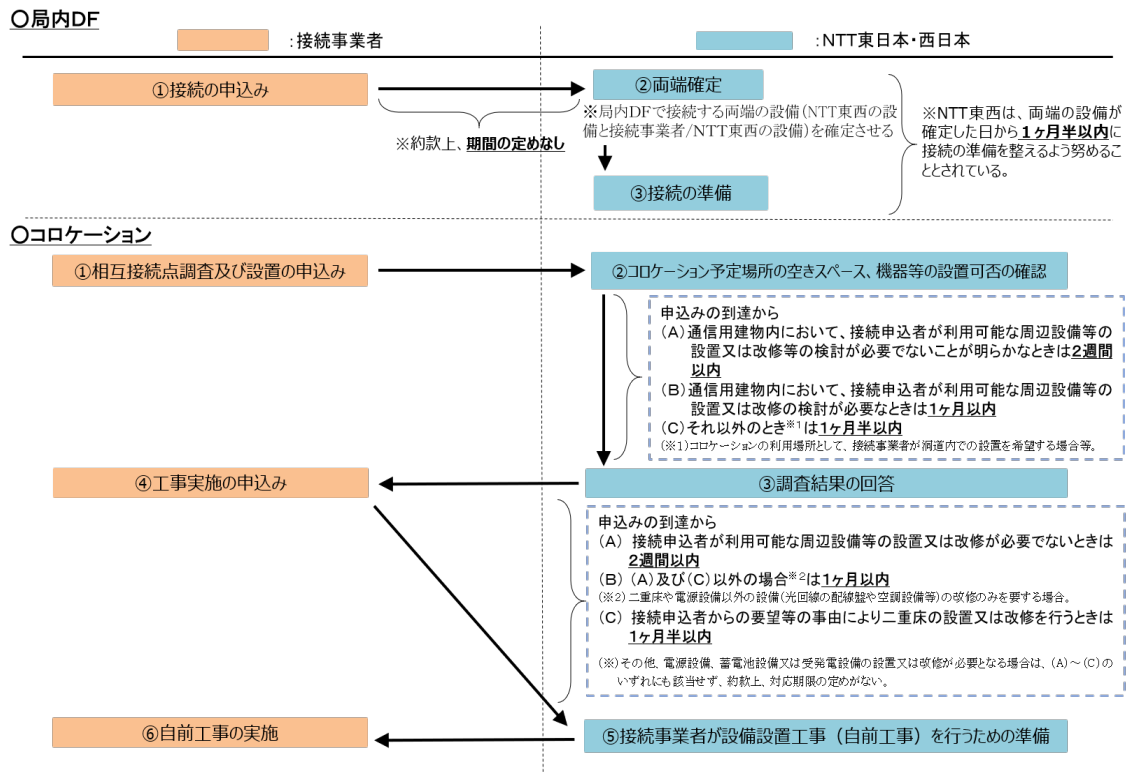 〇局内DF
:接続事業者
:NTT東日本・西日本
①接続の申込み
②両端確定
※約款上、期間の定めなし
※局内DFで接続する両端の設備(NTT東西の設
備と接続事業者/NTT東西の設備)を確定させる
③接続の準備
※NTT東西は、両端の設備が
確定した日から1ヶ月半以内に
接続の準備を整えるよう努めるこ
ととされている。
〇コロケーション
①相互接続点調査及び設置の申込み
②コロケーション予定場所の空きスペース、機器等の設置可否の確認
申込みの到達から
(A)通信用建物内において、接続申込者が利用可能な周辺設備等の
設置又は改修等の検討が必要でないことが明らかなときは2週間
以内
(B)通信用建物内において、接続申込者が利用可能な周辺設備等の
設置又は改修の検討が必要なときは1ヶ月以内
(C)それ以外のとき※1は1ヶ月半以内
(※1)コロケーションの利用場所として、接続事業者が洞道内での設置を希望する場合等。
④工事実施の申込み
③調査結果の回答
申込みの到達から
(A) 接続申込者が利用可能な周辺設備等の設置又は改修が必要でないときは
2週間以内
(B) (A)及び(C)以外の場合※2は1ヶ月以内
(※2)二重床や電源設備以外の設備(光回線の配線盤や空調設備等)の改修のみを要する場合。
(C) 接続申込者からの要望等の事由により二重床の設置又は改修を行うときは
1ヶ月半以内
(※)その他、電源設備、蓄電池設備又は受発電設備の設置又は改修が必要となる場合は、(A)~(C)の
いずれにも該当せず、約款上、対応期限の定めがない。
⑥自前工事の実施
⑤接続事業者が設備設置工事(自前工事)を行うための準備